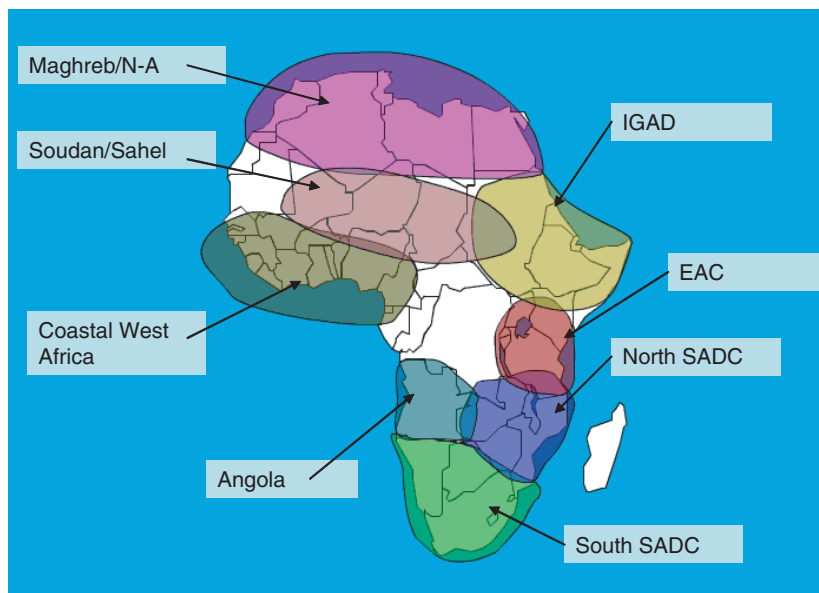 Maghreb/N-A
IGAD
Soudan/Sahel
EAC
Coastal West
Africa
North SADC
Angola
South SADC